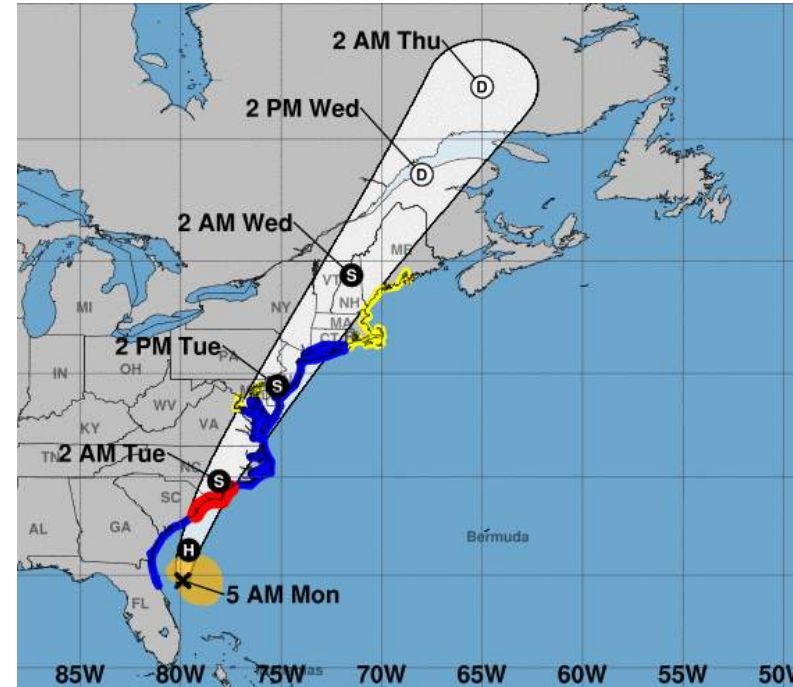 2 AM Thu
D
2 PM Wed
D
2 AM Wed
S
ME
VT
NH
MI
NY
MA
CT
2 PM Tue
S
PA
IN
OH
WV
VA
KY
2 AM Tue
TN
NC
S
SC
AL
GA
Bermuda
H
5 AM Mon
FL
85W 80W 75W 70W 65W 60W 55W 50W